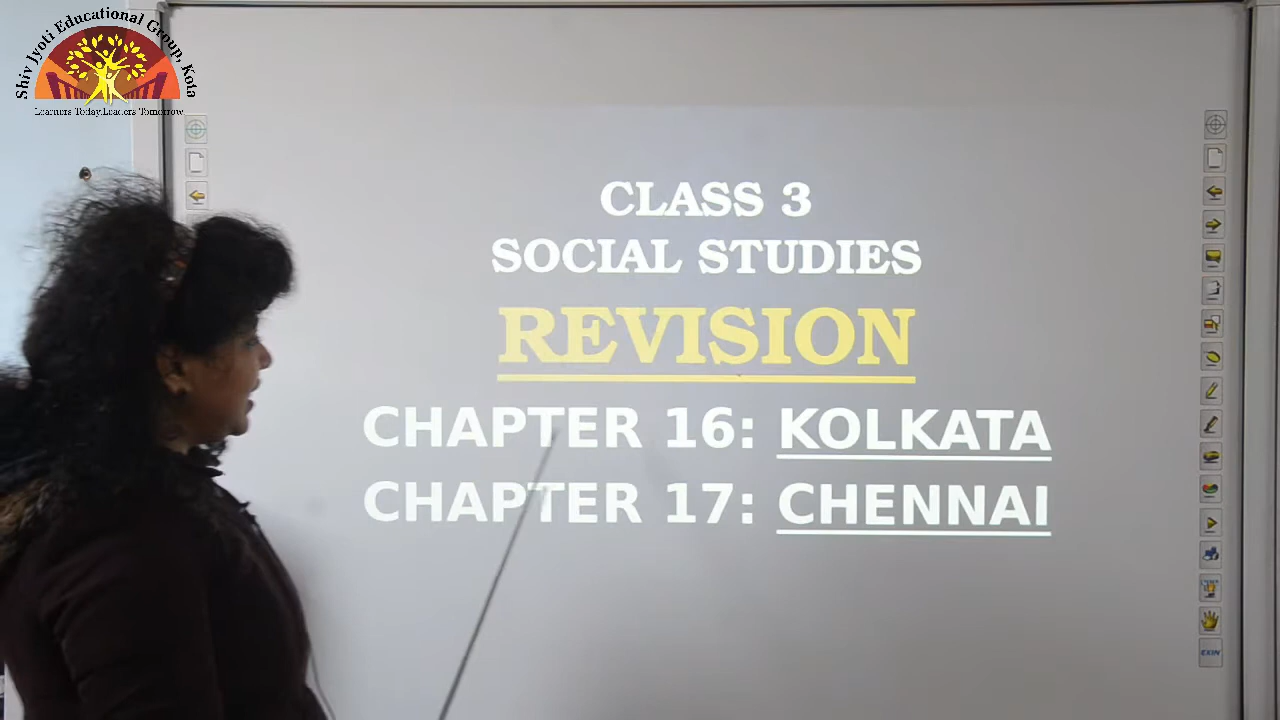 Shiv Jyoti Educational Group, Kota
Learners Today.Leaders Tomorrow
CLASS 3
SOCIAL STUDIES
REVISION
CHAPTER 16: KOLKATA
CHAPTER 17: CHENNAI